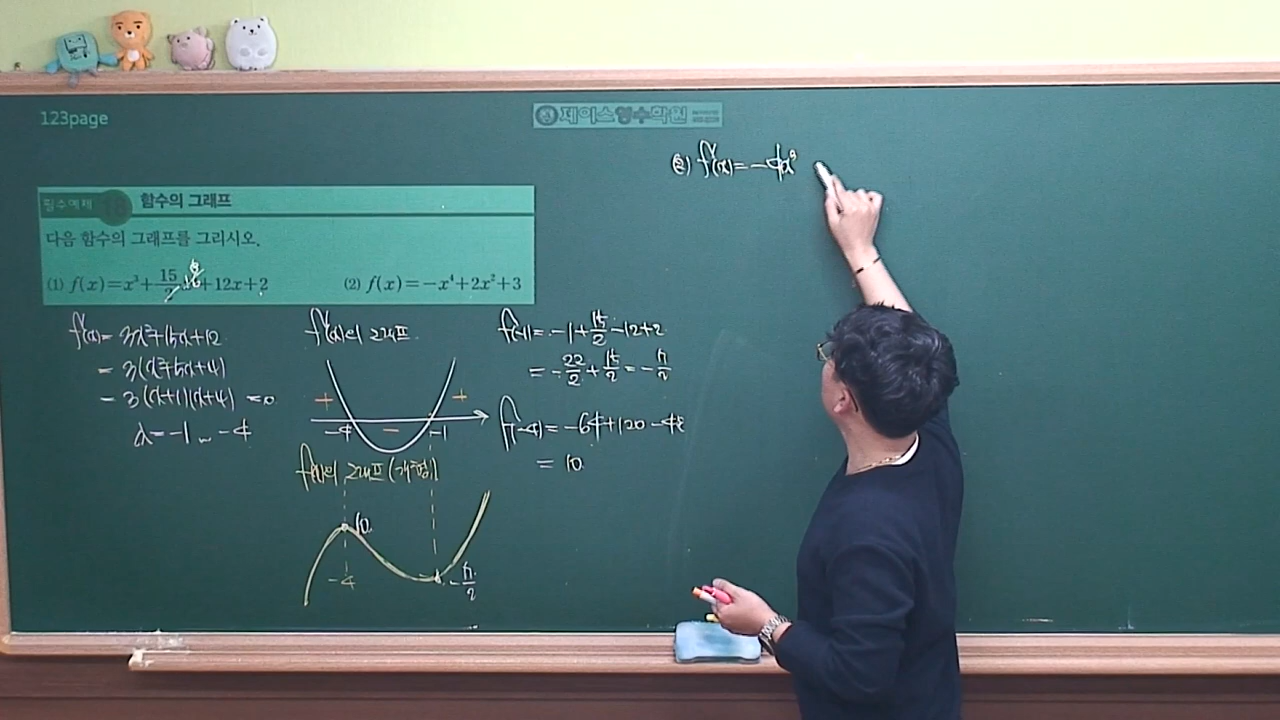 123page
제이스영수학원
필수예제
함수의 그래프
다음 함수의 그래프를 그리시오.
(1) f(x)=x³+15/2x²+12x+2
(2) f(x)=-x⁴+2x²+3
f'(x)= 3x²+15x+12
= 3(x²+5x+4)
= 3(x+1)(x+4) =0
x=-1 or -4
f'(x)의 그래프
+ - +
-4 -1
f(x)의 그래프(개형)
10
-4
-7/2
f(-1)= -1+15/2-12+2
= -22/2+15/2=-7/2
f(-4)= -64+120-48+2
= 10
(2) f'(x)= -4x³